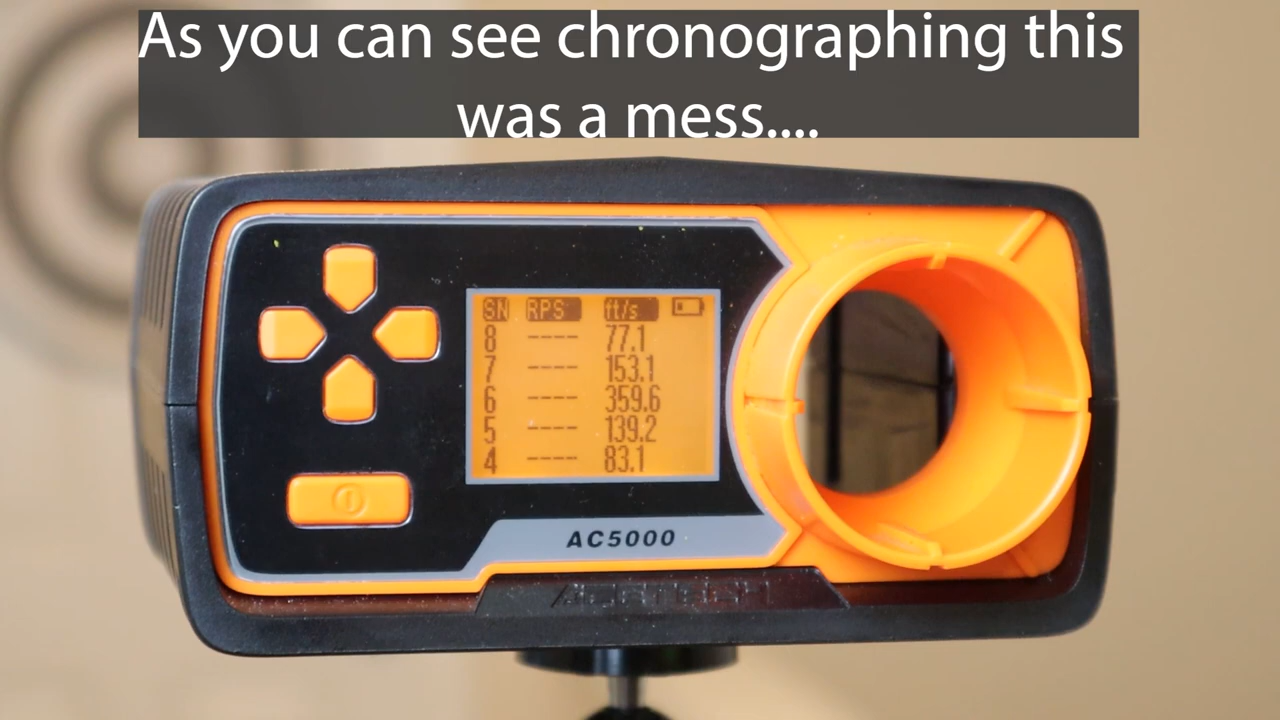 As you can see chronographing this
was a mess....
SN RPS ft/s
8 ---- 77.1
7 ---- 153.1
6 ---- 359.6
5 ---- 139.2
4 ---- 83.1
AC5000
ACETECH